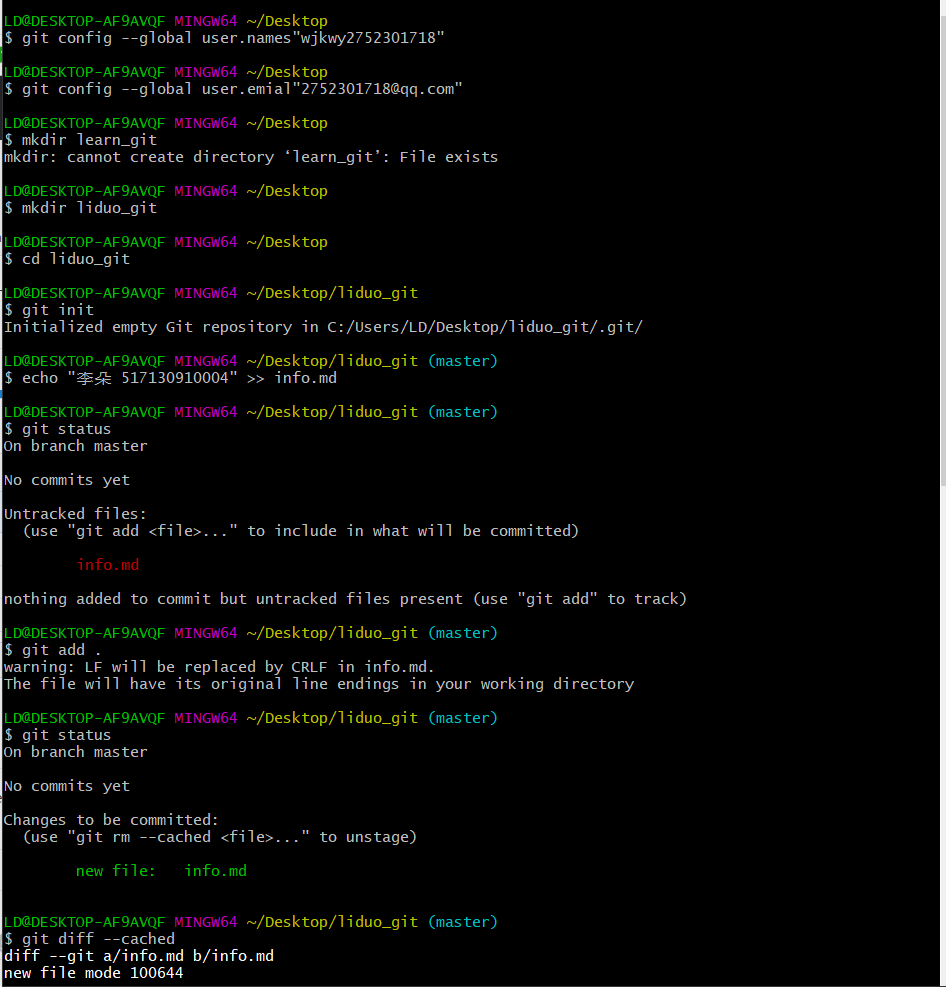 LD@DESKTOP-AF9AVQF MINGW64 ~/Desktop
$ git config --global user.names"wjkwy2752301718"
LD@DESKTOP-AF9AVQF MINGW64 ~/Desktop
$ git config --global user.emial"2752301718@qq.com"
LD@DESKTOP-AF9AVQF MINGW64 ~/Desktop
$ mkdir learn_git
mkdir: cannot create directory ‘learn_git’: File exists
LD@DESKTOP-AF9AVQF MINGW64 ~/Desktop
$ mkdir liduo_git
LD@DESKTOP-AF9AVQF MINGW64 ~/Desktop
$ cd liduo_git
LD@DESKTOP-AF9AVQF MINGW64 ~/Desktop/liduo_git
$ git init
Initialized empty Git repository in C:/Users/LD/Desktop/liduo_git/.git/
LD@DESKTOP-AF9AVQF MINGW64 ~/Desktop/liduo_git (master)
$ echo "李朵 517130910004" >> info.md
LD@DESKTOP-AF9AVQF MINGW64 ~/Desktop/liduo_git (master)
$ git status
On branch master
No commits yet
Untracked files:
(use "git add <file>..." to include in what will be committed)
info.md
nothing added to commit but untracked files present (use "git add" to track)
LD@DESKTOP-AF9AVQF MINGW64 ~/Desktop/liduo_git (master)
$ git add .
warning: LF will be replaced by CRLF in info.md.
The file will have its original line endings in your working directory
LD@DESKTOP-AF9AVQF MINGW64 ~/Desktop/liduo_git (master)
$ git status
On branch master
No commits yet
Changes to be committed:
(use "git rm --cached <file>..." to unstage)
new file:   info.md
LD@DESKTOP-AF9AVQF MINGW64 ~/Desktop/liduo_git (master)
$ git diff --cached
diff --git a/info.md b/info.md
new file mode 100644